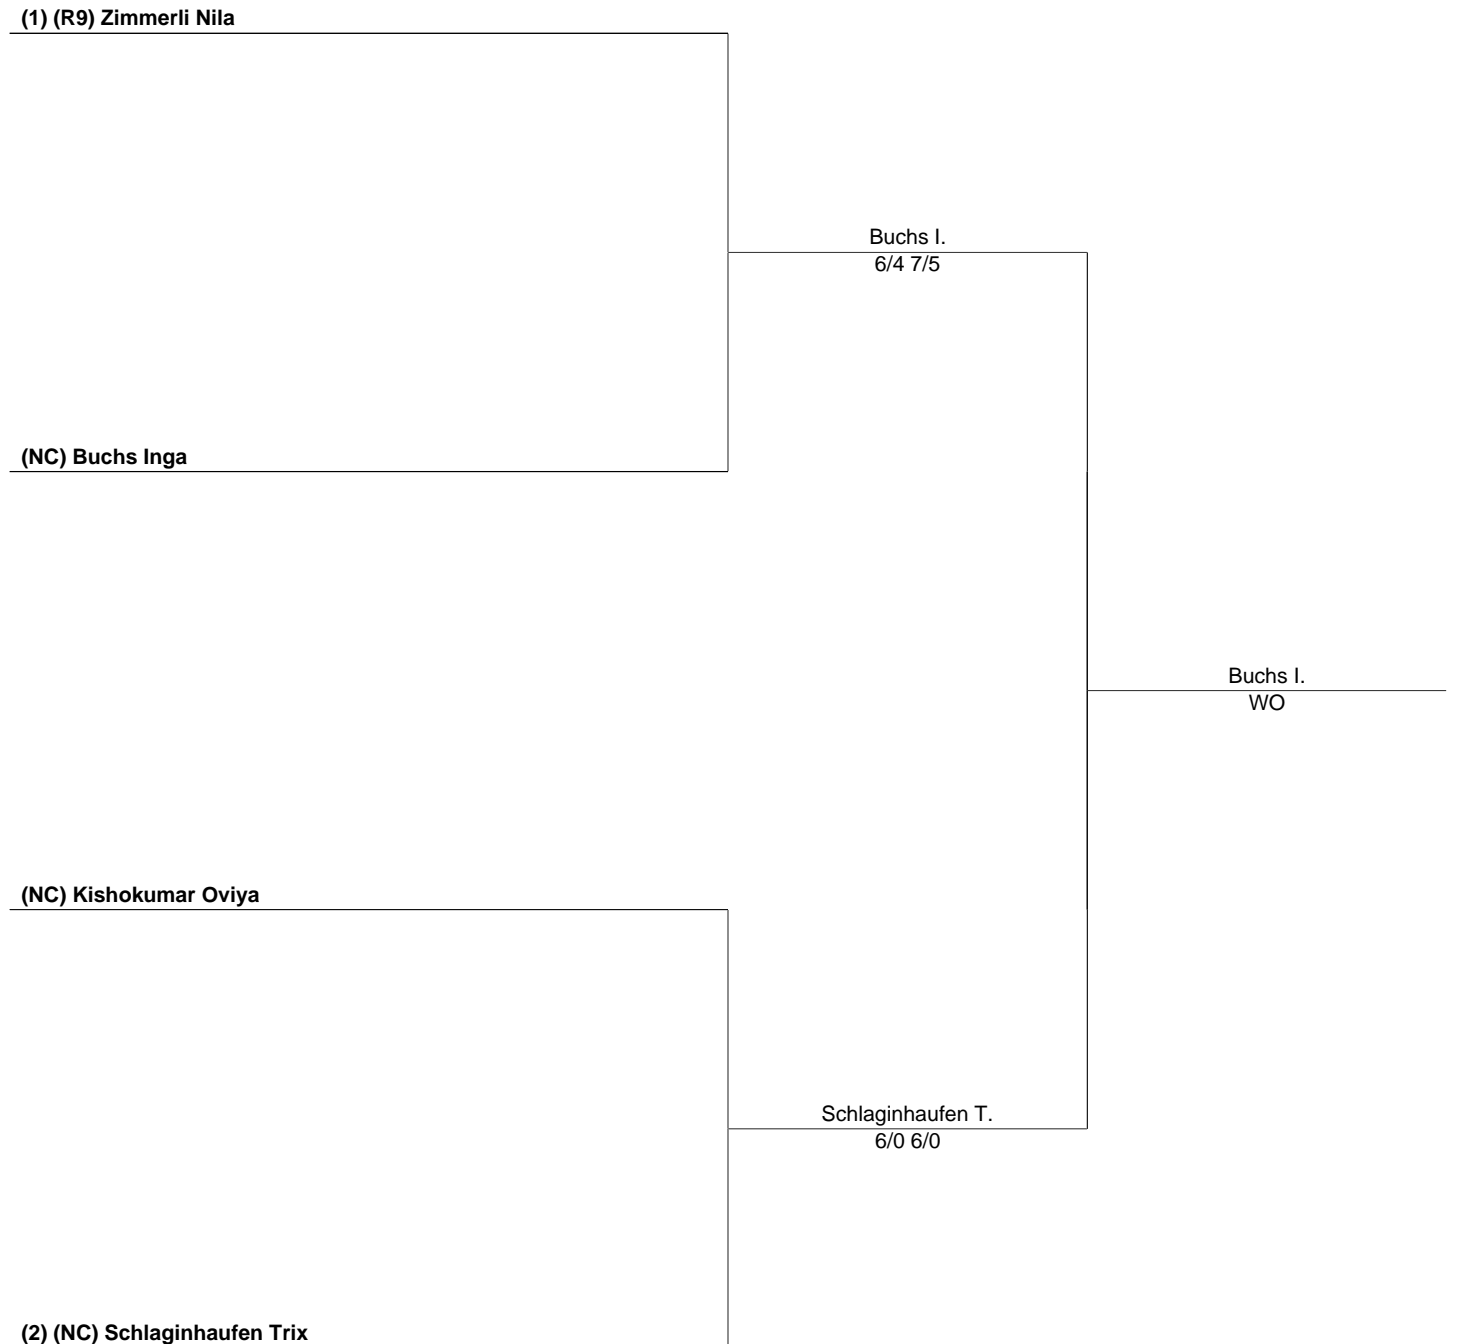 (1) (R9) Zimmerli Nila
Buchs I.
6/4 7/5
(NC) Buchs Inga
Buchs I.
WO
(NC) Kishokumar Oviya
Schlaginhaufen T.
6/0 6/0
(2) (NC) Schlaginhaufen Trix